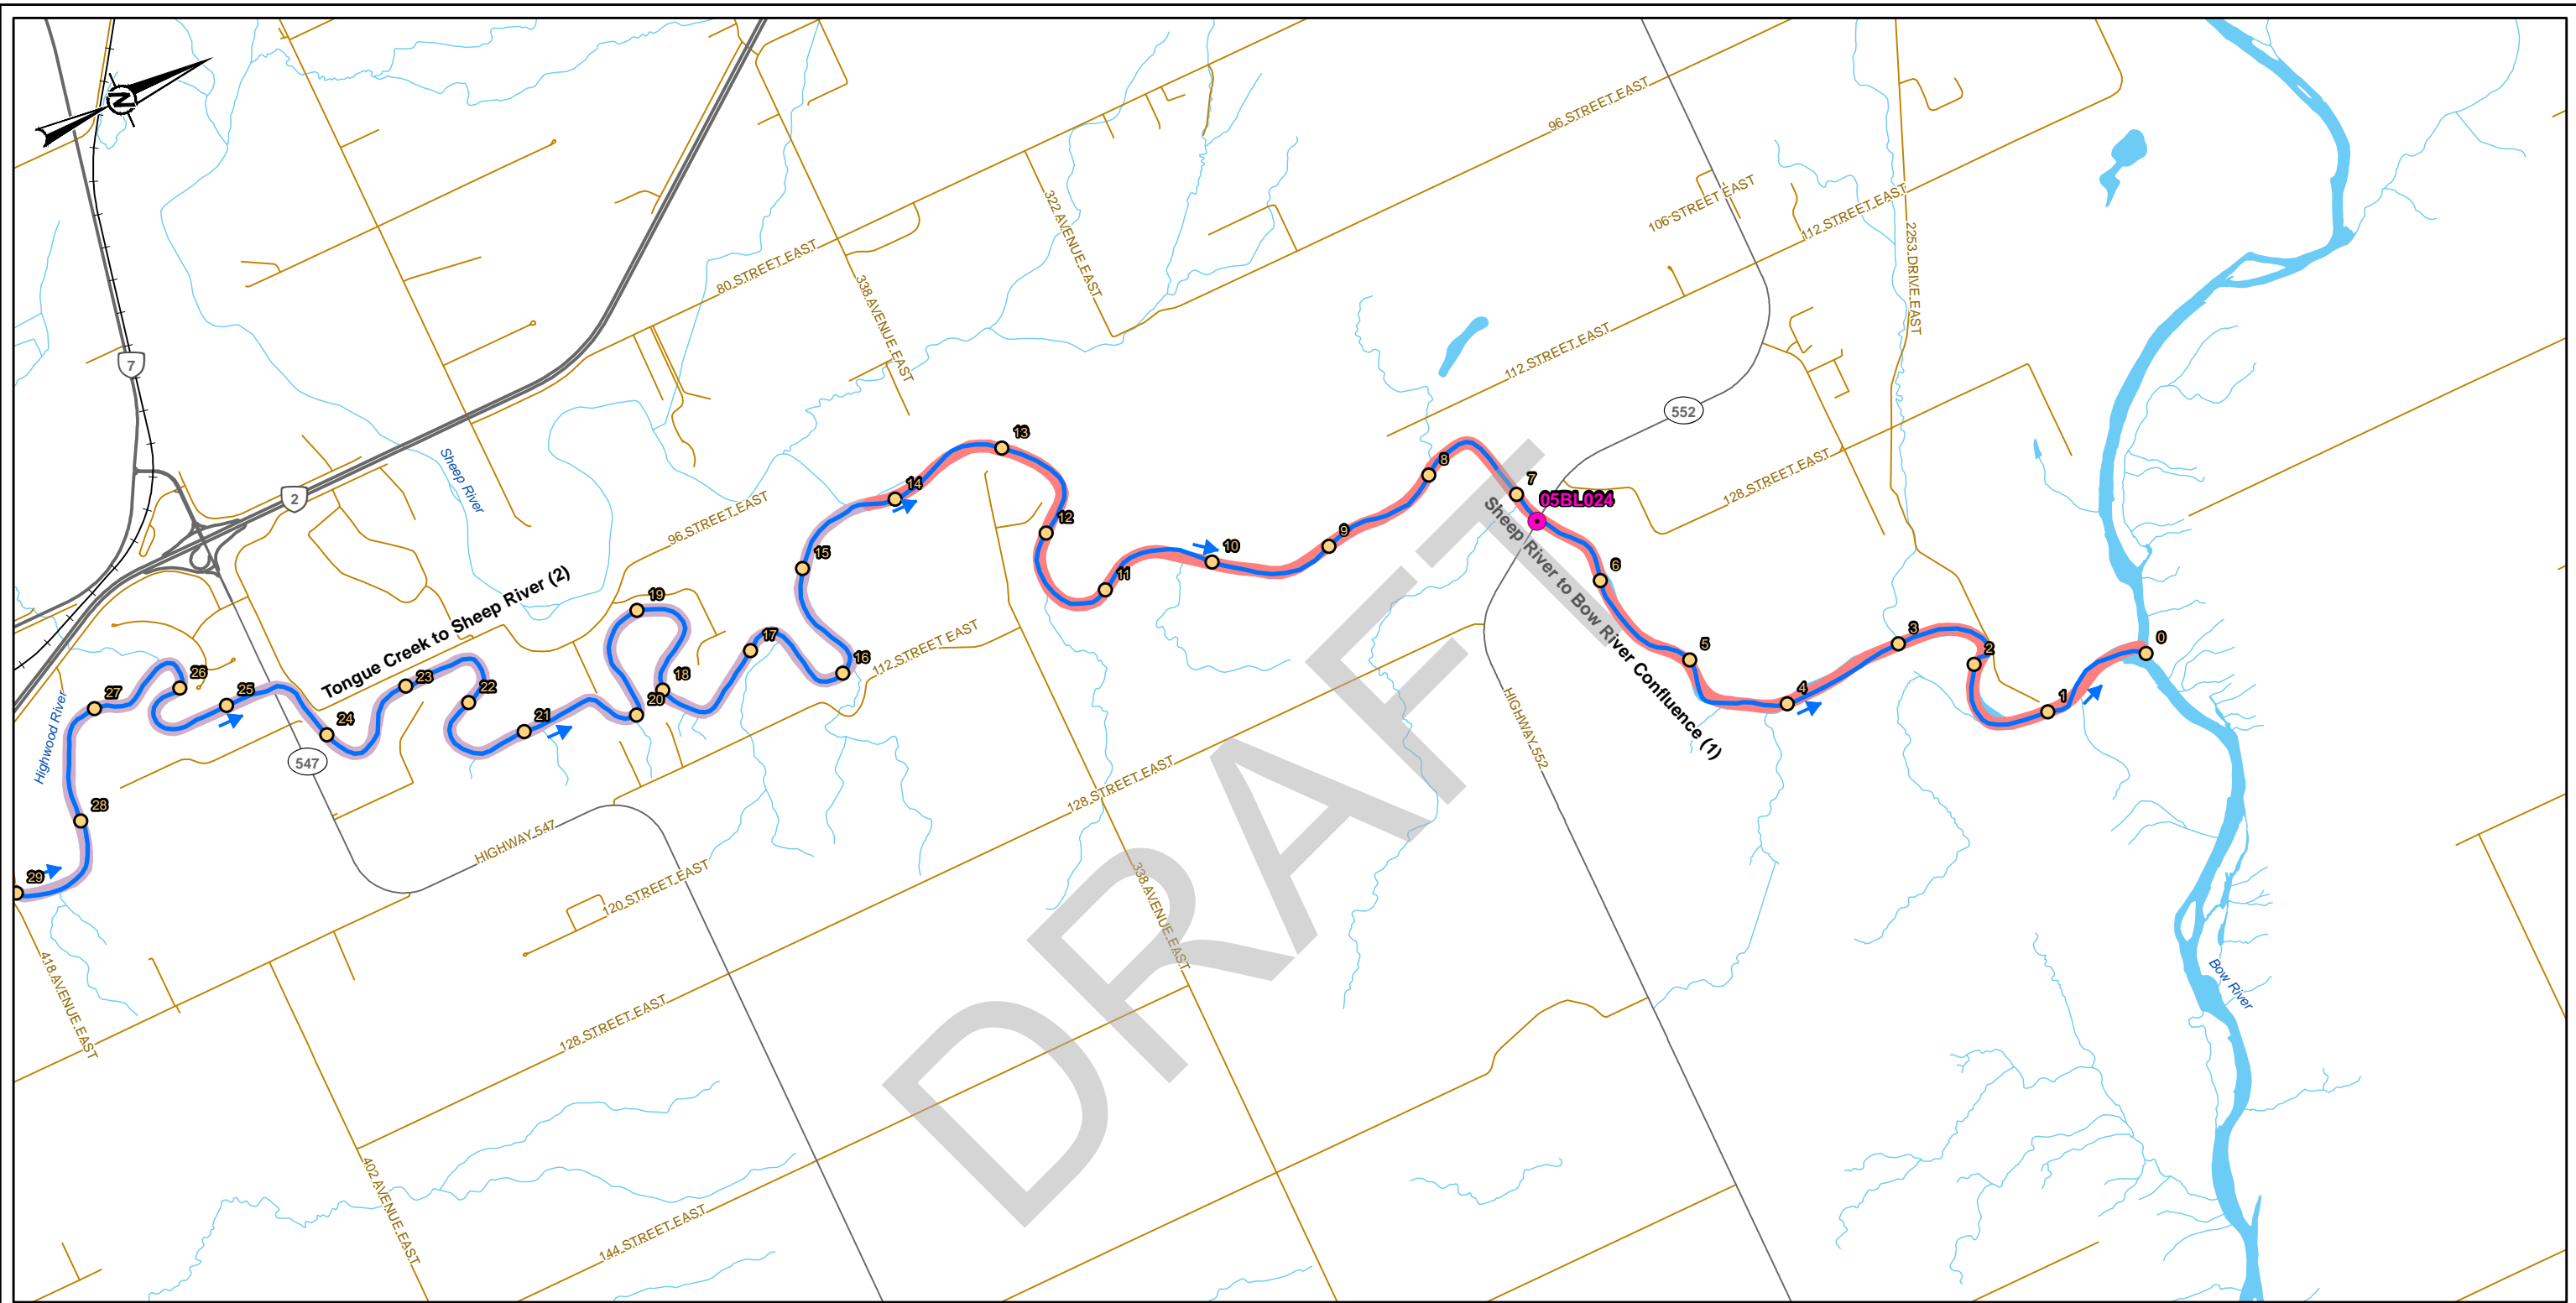 N
7
2
Sheep River
80 STREET EAST
338 AVENUE EAST
322 AVENUE EAST
96 STREET EAST
106 STREET EAST
112 STREET EAST
2253 DRIVE EAST
112 STREET EAST
552
128 STREET EAST
96 STREET EAST
Tongue Creek to Sheep River (2)
Highwood River
547
HIGHWAY 547
112 STREET EAST
120 STREET EAST
128 STREET EAST
128 STREET EAST
338 AVENUE EAST
HIGHWAY 552
418 AVENUE EAST
402 AVENUE EAST
144 STREET EAST
05BL024
Sheep River to Bow River Confluence (1)
Bow River
0
1
2
3
4
5
6
7
8
9
10
11
12
13
14
15
16
17
18
19
20
21
22
23
24
25
26
27
28
29
DRAFT